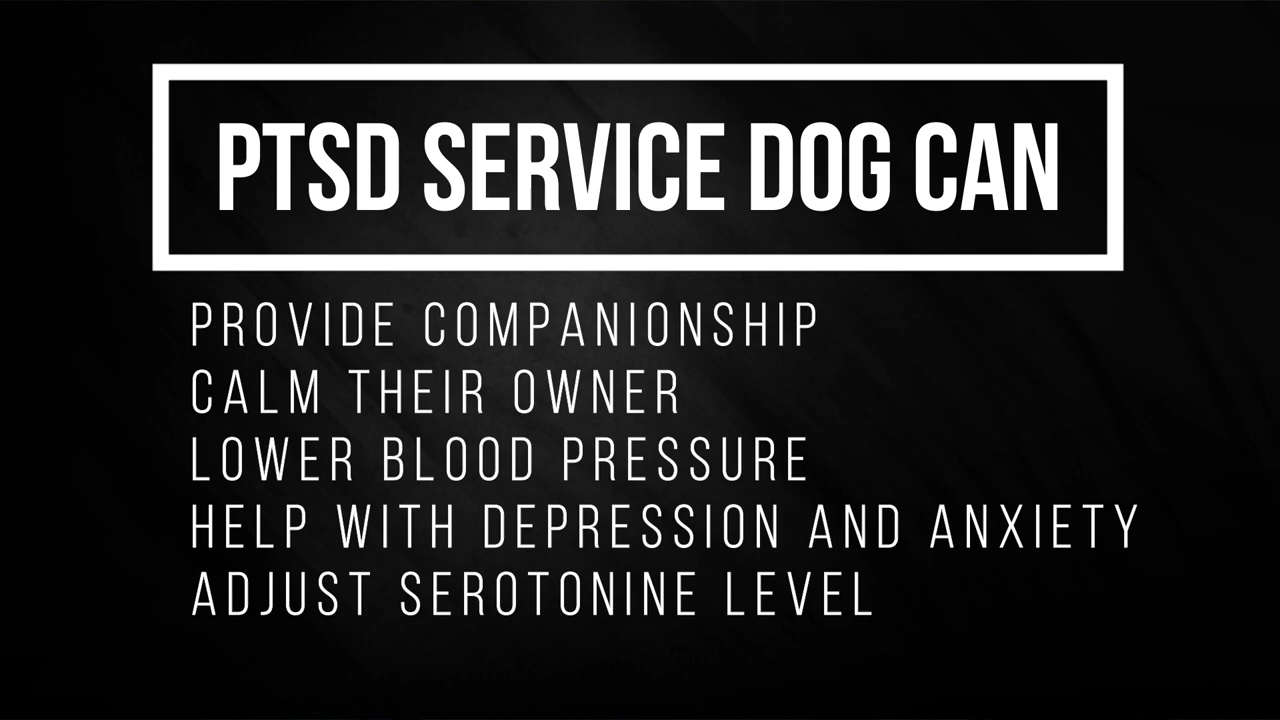 PTSD SERVICE DOG CAN
PROVIDE COMPANIONSHIP
CALM THEIR OWNER
LOWER BLOOD PRESSURE
HELP WITH DEPRESSION AND ANXIETY
ADJUST SEROTONINE LEVEL